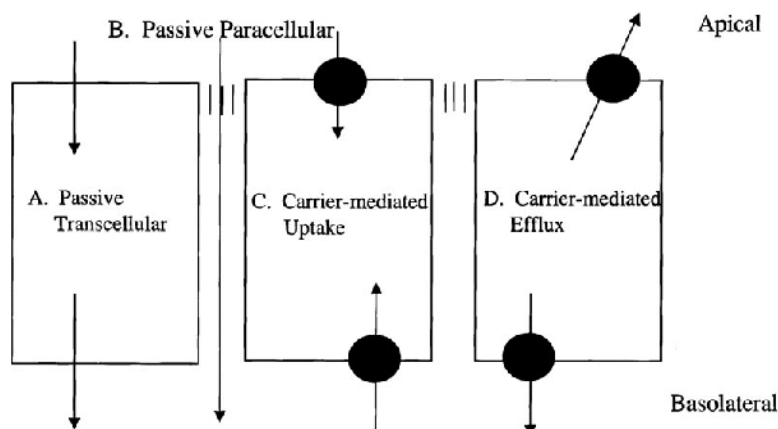 B. Passive Paracellular
Apical
A. Passive
Transcellular
C. Carrier-mediated
Uptake
D. Carrier-mediated
Efflux
Basolateral